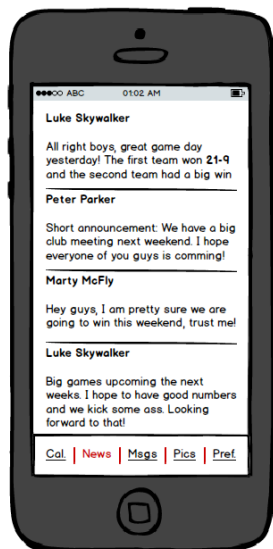 ABC 01:02 AM
Luke Skywalker
All right boys, great game day
yesterday! The first team won 21-9
and the second team had a big win
Peter Parker
Short announcement: We have a big
club meeting next weekend. I hope
everyone of you guys is comming!
Marty McFly
Hey guys, I am pretty sure we are
going to win this weekend, trust me!
Luke Skywalker
Big games upcoming the next
weeks. I hope to have good numbers
and we kick some ass. Looking
forward to that!
Cal. News Msgs Pics Pref.